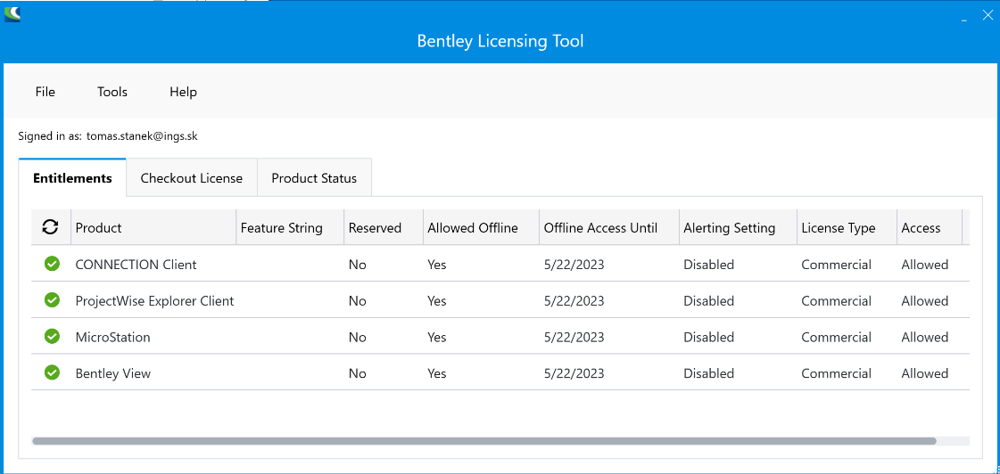 Bentley Licensing Tool
File Tools Help
Signed in as: tomas.stanek@ings.sk
Entitlements Checkout License Product Status
Product Feature String Reserved Allowed Offline Offline Access Until Alerting Setting License Type Access
CONNECTION Client No Yes 5/22/2023 Disabled Commercial Allowed
ProjectWise Explorer Client No Yes 5/22/2023 Disabled Commercial Allowed
MicroStation No Yes 5/22/2023 Disabled Commercial Allowed
Bentley View No Yes 5/22/2023 Disabled Commercial Allowed